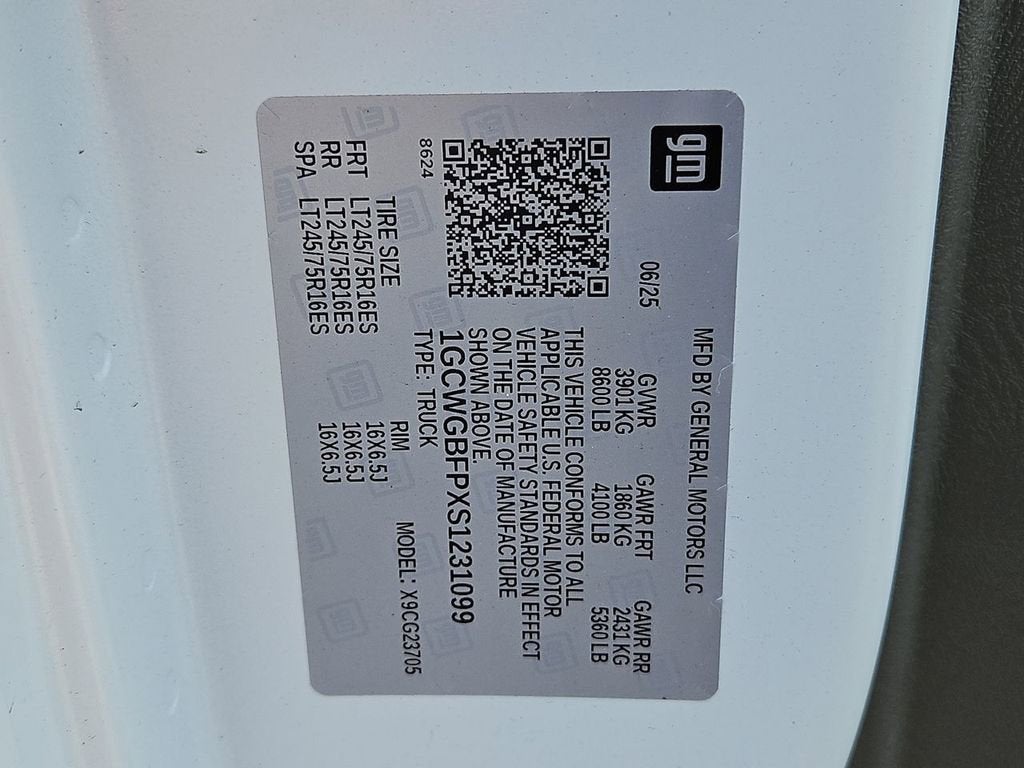 gm
MFD BY GENERAL MOTORS LLC
06/25
GVWR GAWR FRT GAWR RR
3901 KG 1860 KG 2431 KG
8600 LB 4100 LB 5360 LB
THIS VEHICLE CONFORMS TO ALL
APPLICABLE U.S. FEDERAL MOTOR
VEHICLE SAFETY STANDARDS IN EFFECT
ON THE DATE OF MANUFACTURE
SHOWN ABOVE.
8624
1GCWGBFPXS1231099
TYPE: TRUCK MODEL: X9CG23705
TIRE SIZE RIM
FRT LT245/75R16ES 16X6.5J
RR LT245/75R16ES 16X6.5J
SPA LT245/75R16ES 16X6.5J